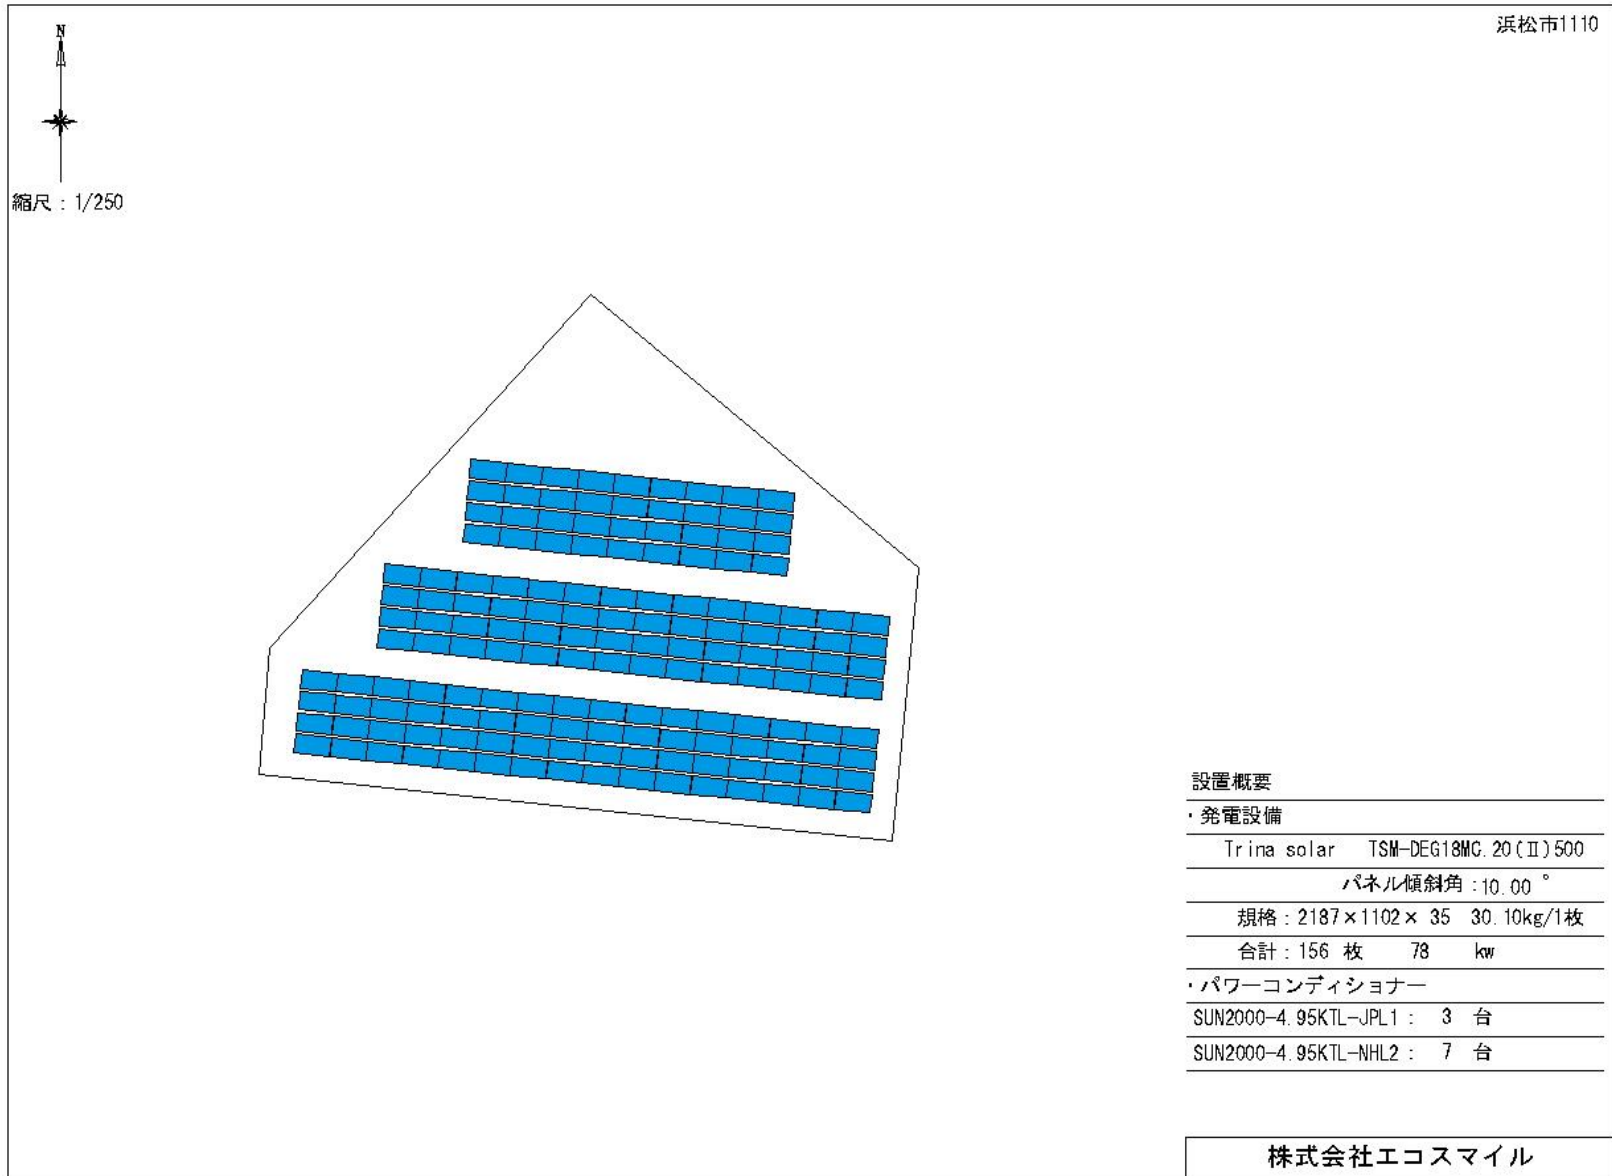 浜松市1110
N
縮尺：1/250
設置概要
・発電設備
Trina solar TSM-DEG18MC.20(Ⅱ)500
パネル傾斜角：10.00°
規格：2187×1102× 35 30.10kg/1枚
合計：156 枚 78 kw
・パワーコンディショナー
SUN2000-4.95KTL-JPL1： 3 台
SUN2000-4.95KTL-NHL2： 7 台
株式会社エコスマイル